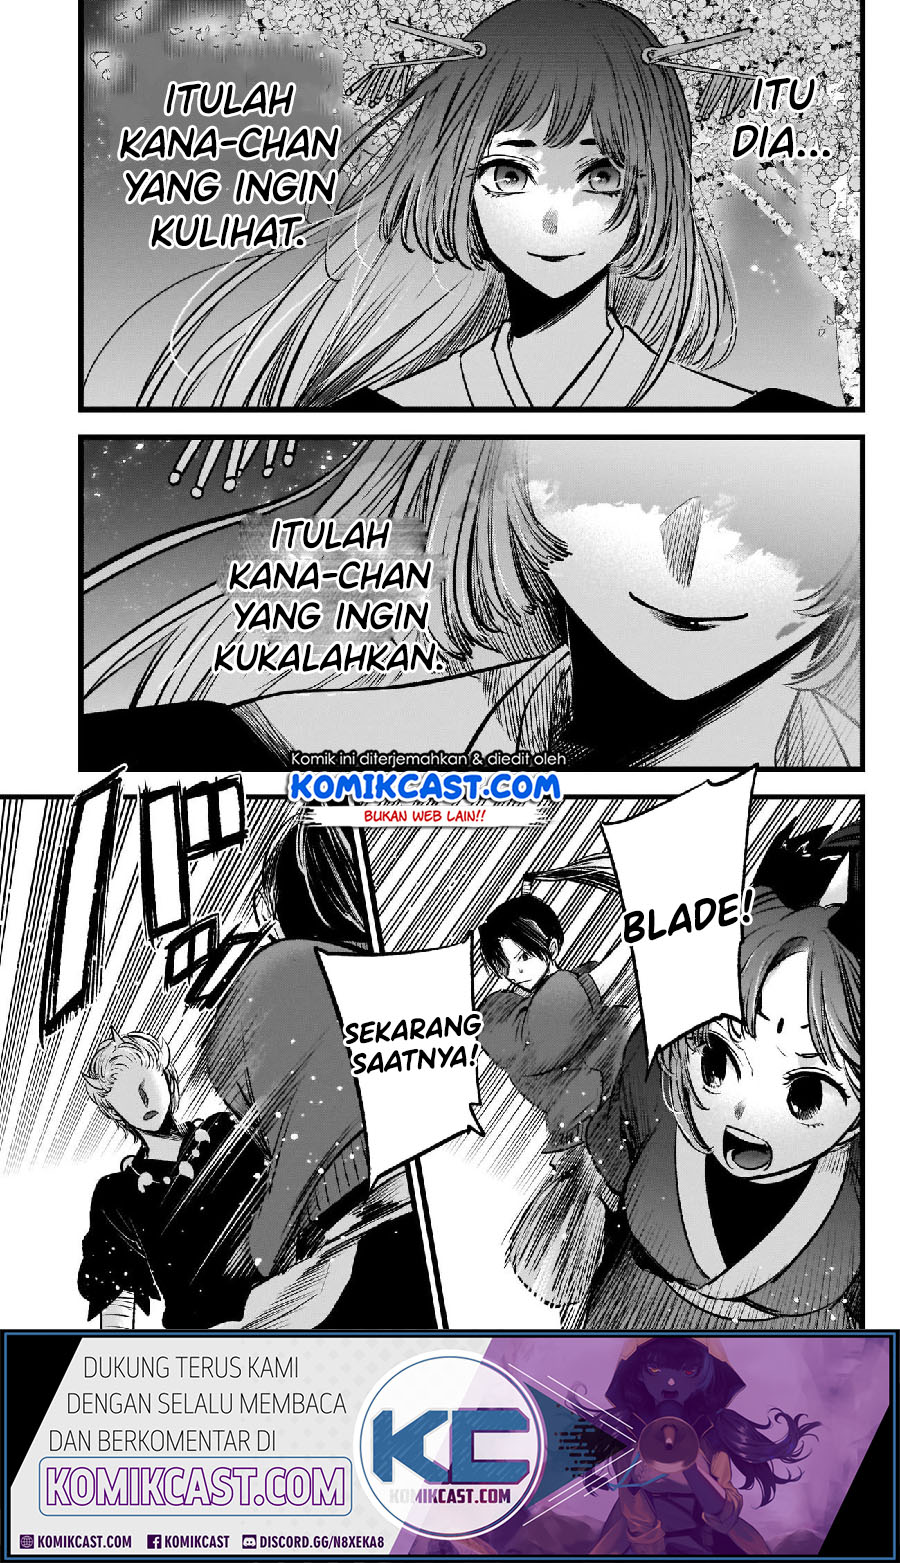 ITU
DIA...
ITULAH
KANA-CHAN
YANG INGIN
KULIHAT.
ITULAH
KANA-CHAN
YANG INGIN
KUKALAHKAN.
Komik ini diterjemahkan & diedit oleh
KOMIKCAST.COM
BUKAN WEB LAIN!!
BLADE!
SEKARANG
SAATNYA!
DUKUNG TERUS KAMI
DENGAN SELALU MEMBACA
DAN BERKOMENTAR DI
KOMIKCAST.COM
KOMIKCAST.COM
KOMIKCAST
DISCORD.GG/N8XEKA8
KC
KOMIKCAST.COM